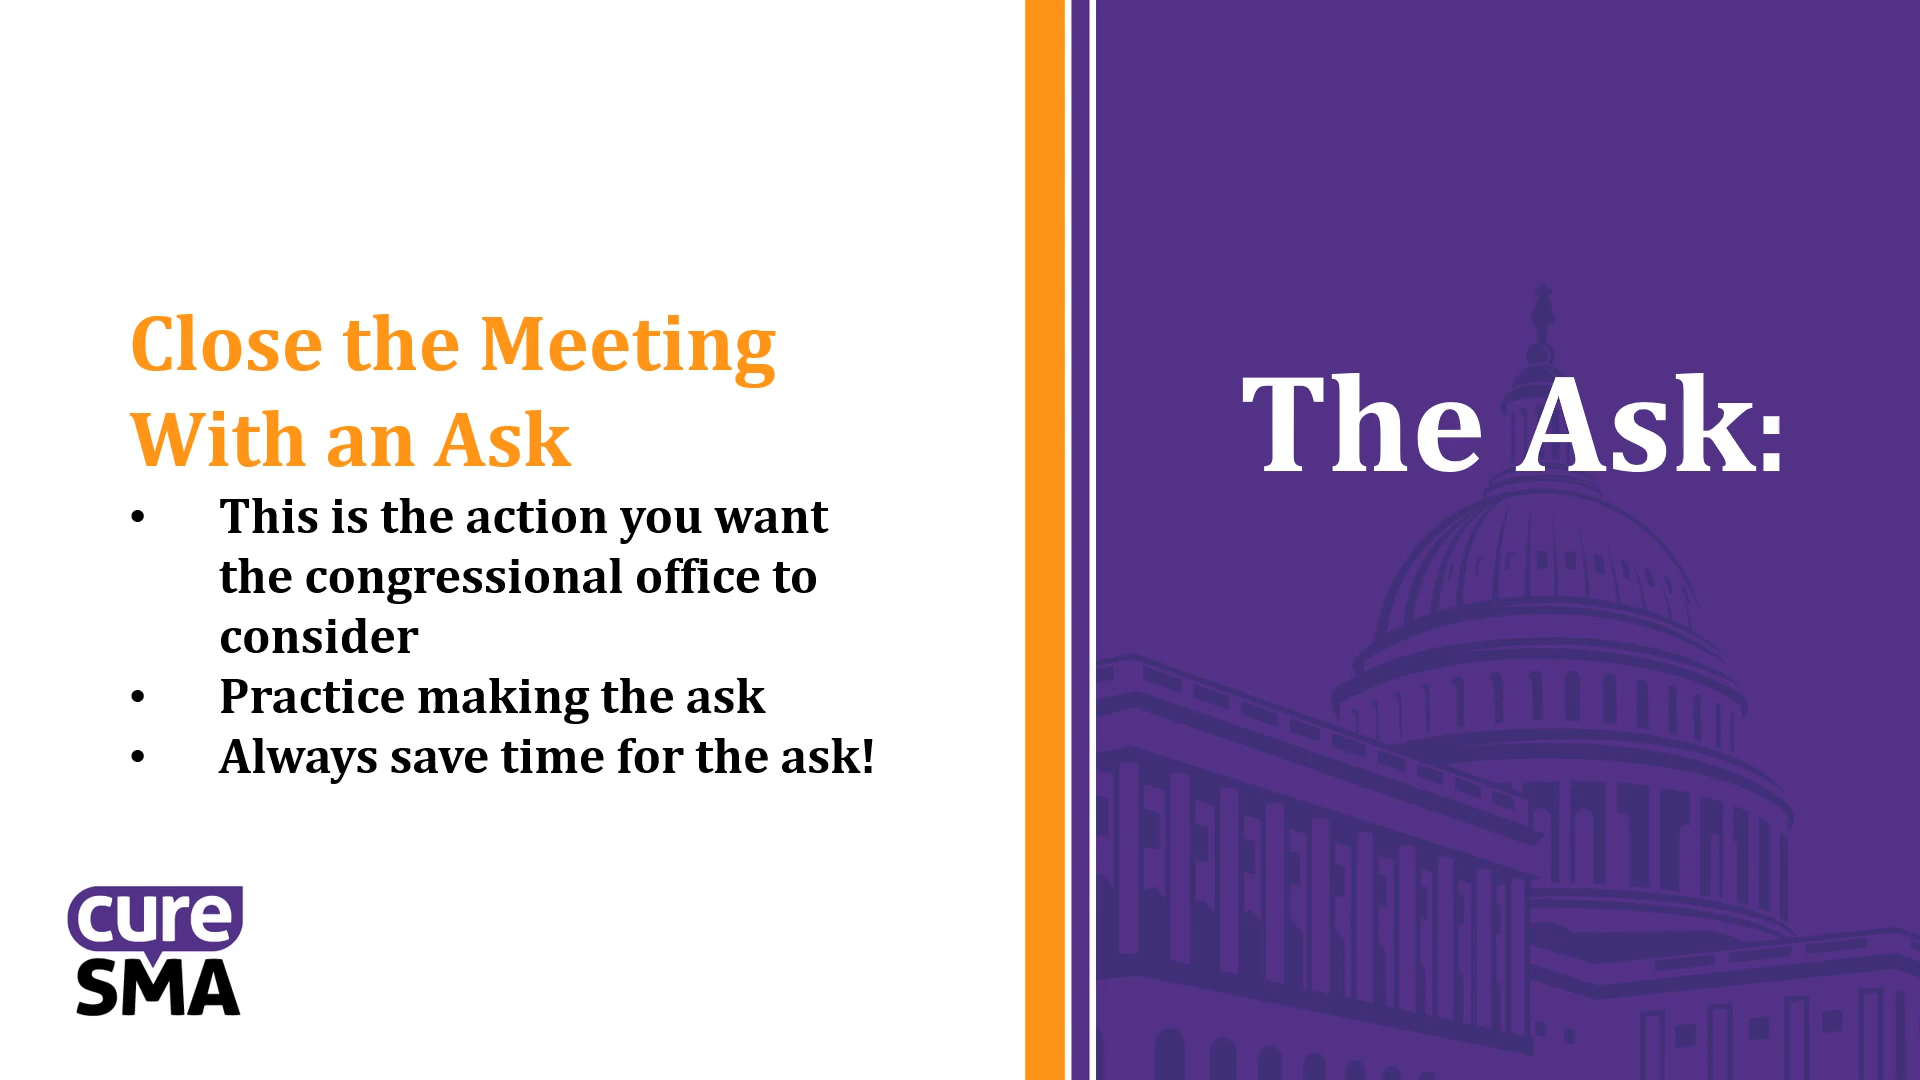 Close the Meeting
With an Ask
• This is the action you want
the congressional office to
consider
• Practice making the ask
• Always save time for the ask!
cure
SMA
The Ask: